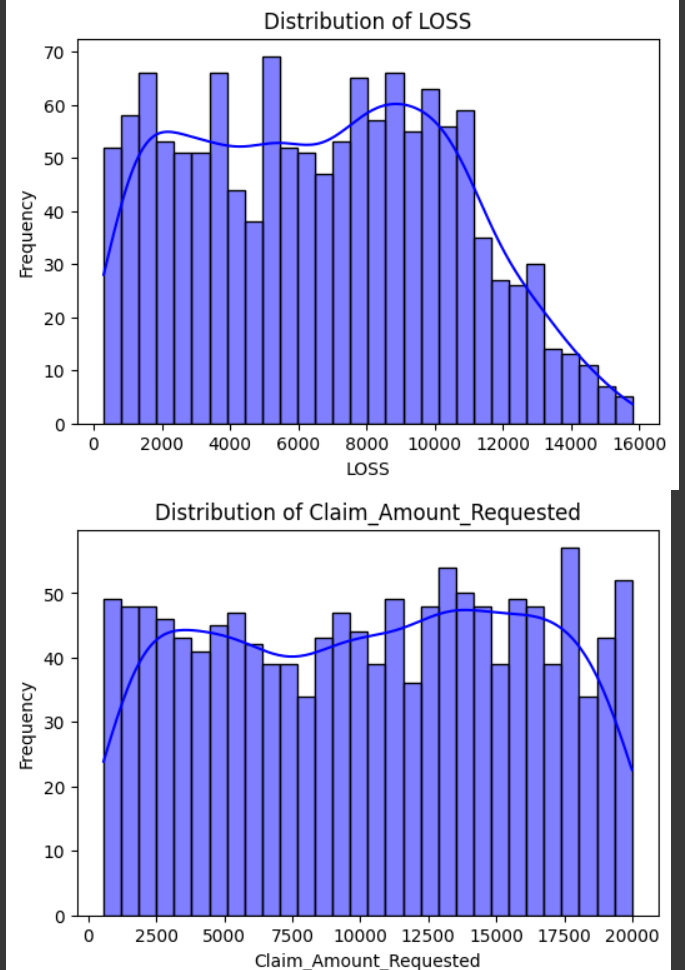 Distribution of LOSS
70
60
50
40
30
20
10
0
Frequency
0 2000 4000 6000 8000 10000 12000 14000 16000
LOSS
Distribution of Claim_Amount_Requested
50
40
30
20
10
0
Frequency
0 2500 5000 7500 10000 12500 15000 17500 20000
Claim_Amount_Requested